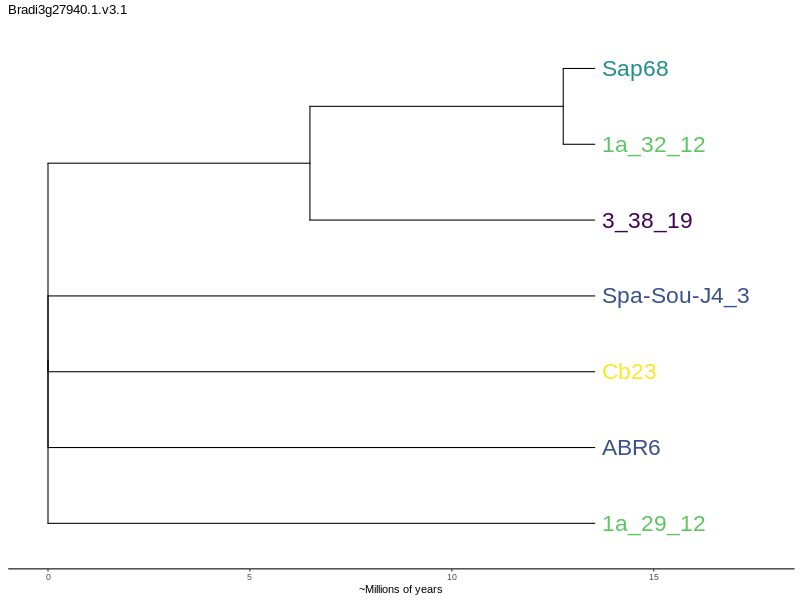 Bradi3g27940.1.v3.1
Sap68
1a_32_12
3_38_19
Spa-Sou-J4_3
Cb23
ABR6
1a_29_12
0 5 10 15
~Millions of years